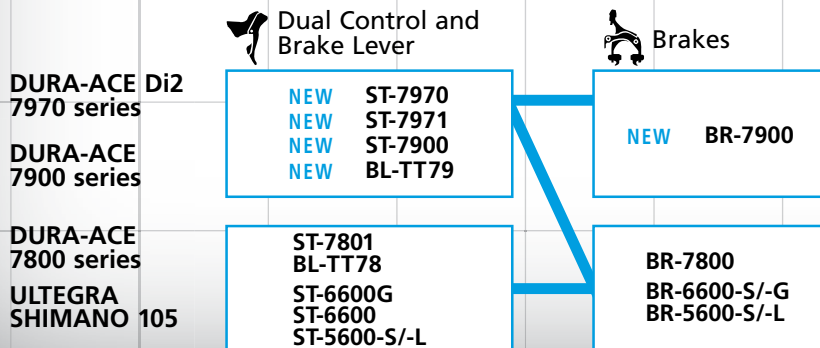 Dual Control and
Brake Lever
Brakes
DURA-ACE Di2
7970 series
DURA-ACE
7900 series
NEW ST-7970
NEW ST-7971
NEW ST-7900
NEW BL-TT79
NEW BR-7900
DURA-ACE
7800 series
ULTEGRA
SHIMANO 105
ST-7801
BL-TT78
ST-6600G
ST-6600
ST-5600-S/-L
BR-7800
BR-6600-S/-G
BR-5600-S/-L